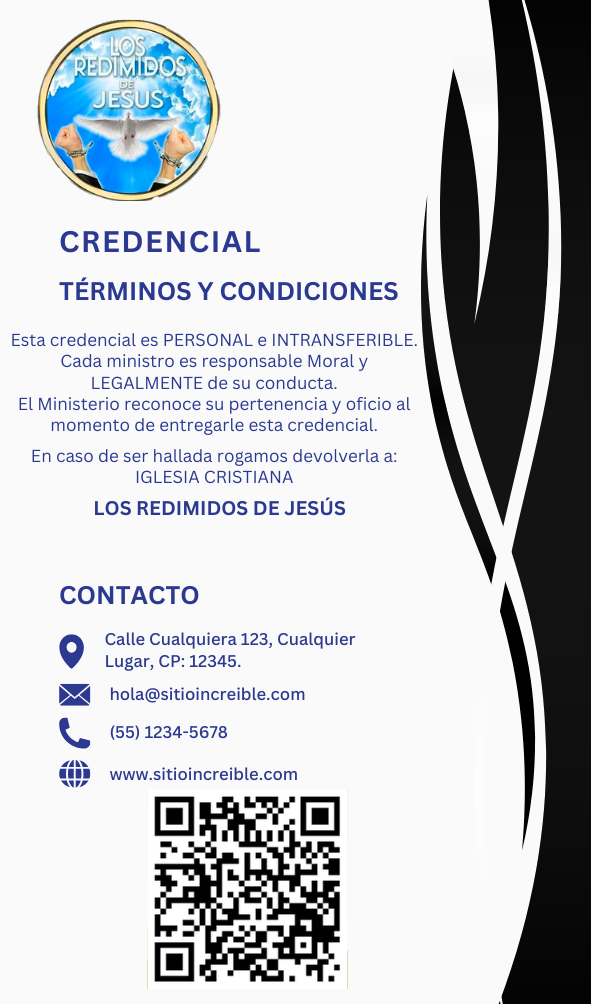 LOS
REDIMIDOS
DE
JESUS
CREDENCIAL
TÉRMINOS Y CONDICIONES
Esta credencial es PERSONAL e INTRANSFERIBLE.
Cada ministro es responsable Moral y
LEGALMENTE de su conducta.
El Ministerio reconoce su pertenencia y oficio al
momento de entregarle esta credencial.
En caso de ser hallada rogamos devolverla a:
IGLESIA CRISTIANA
LOS REDIMIDOS DE JESÚS
CONTACTO
Calle Cualquiera 123, Cualquier
Lugar, CP: 12345.
hola@sitioincreible.com
(55) 1234-5678
www.sitioincreible.com